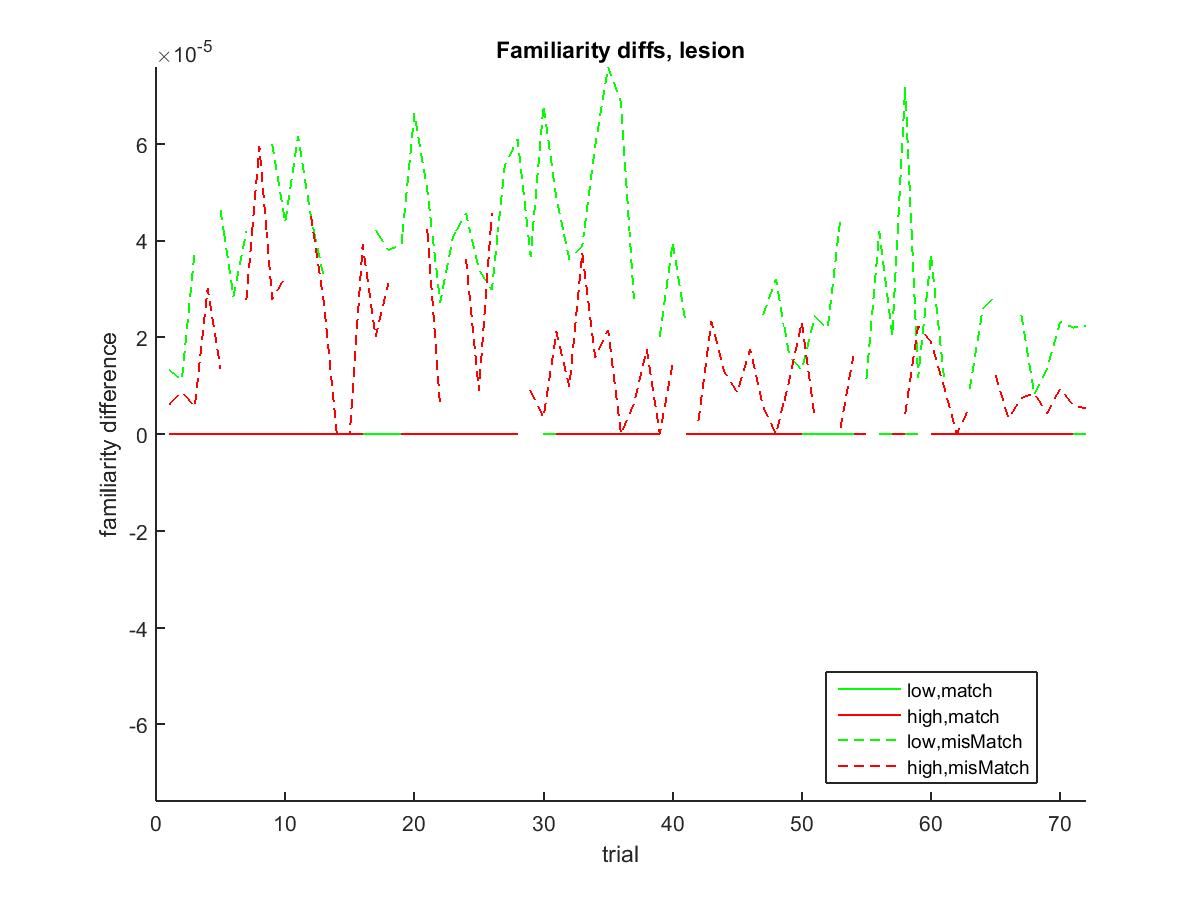 ×10-5
Familiarity diffs, lesion
6
4
2
0
-2
-4
-6
familiarity difference
low,match
high,match
low,misMatch
high,misMatch
0 10 20 30 40 50 60 70
trial